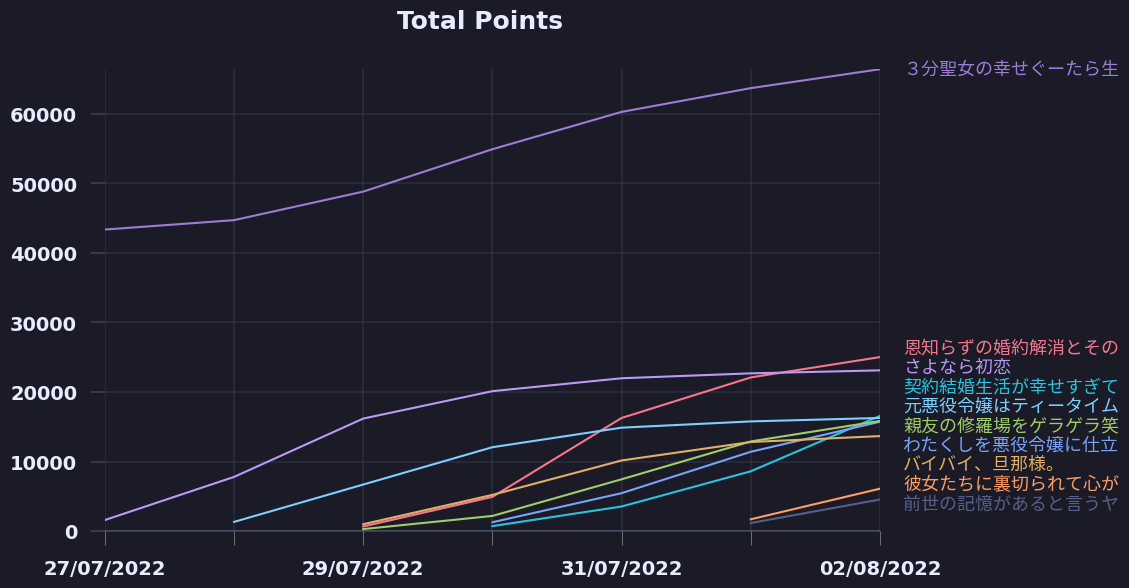 Total Points
60000
50000
40000
30000
20000
10000
0
27/07/2022
29/07/2022
31/07/2022
02/08/2022
３分聖女の幸せぐーたら生
恩知らずの婚約解消とその
さよなら初恋
契約結婚生活が幸せすぎて
元悪役令嬢はティータイム
親友の修羅場をゲラゲラ笑
わたくしを悪役令嬢に仕立
バイバイ、旦那様。
彼女たちに裏切られて心が
前世の記憶があると言うヤ